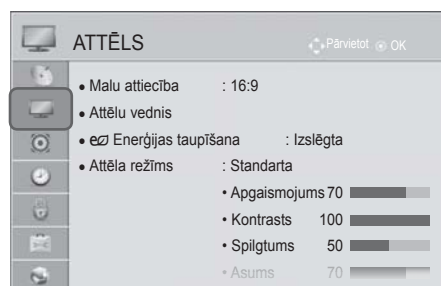 ATTĒLS Pārvietot OK
• Malu attiecība : 16:9
• Attēlu vednis
• Enerģijas taupīšana : Izslēgta
• Attēla režīms : Standarta
• Apgaismojums 70
• Kontrasts 100
• Spilgtums 50
• Asums 70